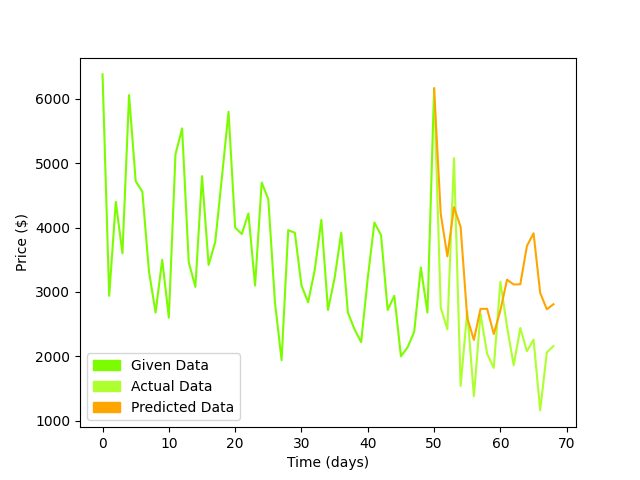 6000
5000
4000
3000
2000
1000
Price ($)
Given Data
Actual Data
Predicted Data
0 10 20 30 40 50 60 70
Time (days)